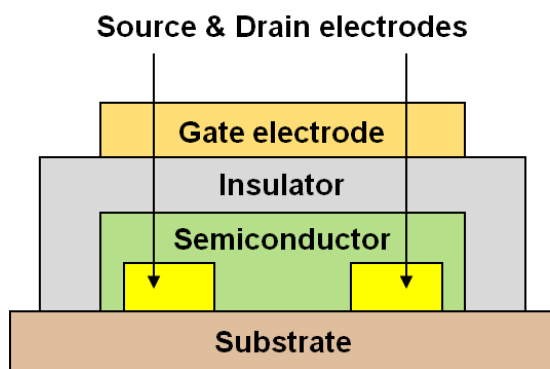 Source & Drain electrodes
Gate electrode
Insulator
Semiconductor
Substrate